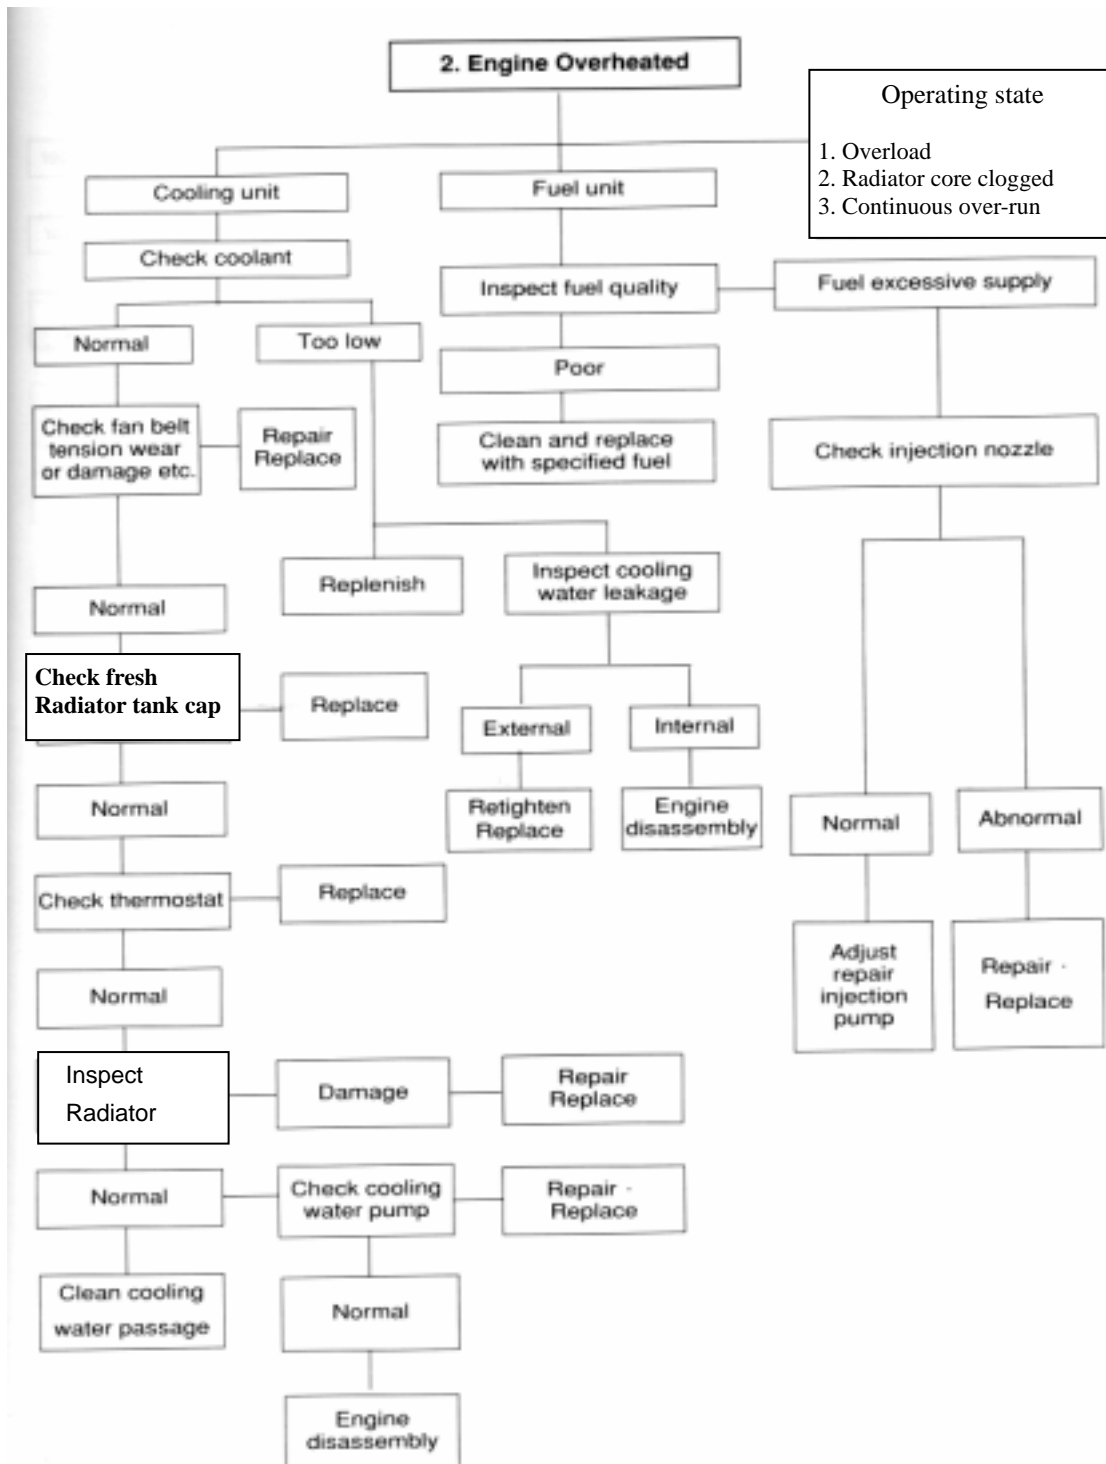 2. Engine Overheated
Operating state
1. Overload
2. Radiator core clogged
3. Continuous over-run
Cooling unit
Fuel unit
Check coolant
Inspect fuel quality
Fuel excessive supply
Normal
Too low
Poor
Check fan belt
tension wear
or damage etc.
Repair
Replace
Clean and replace
with specified fuel
Check injection nozzle
Normal
Replenish
Inspect cooling
water leakage
Check fresh
Radiator tank cap
Replace
External
Internal
Normal
Retighten
Replace
Engine
disassembly
Normal
Abnormal
Check thermostat
Replace
Adjust
repair
injection
pump
Repair ·
Replace
Normal
Inspect
Radiator
Damage
Repair
Replace
Normal
Check cooling
water pump
Repair ·
Replace
Clean cooling
water passage
Normal
Engine
disassembly